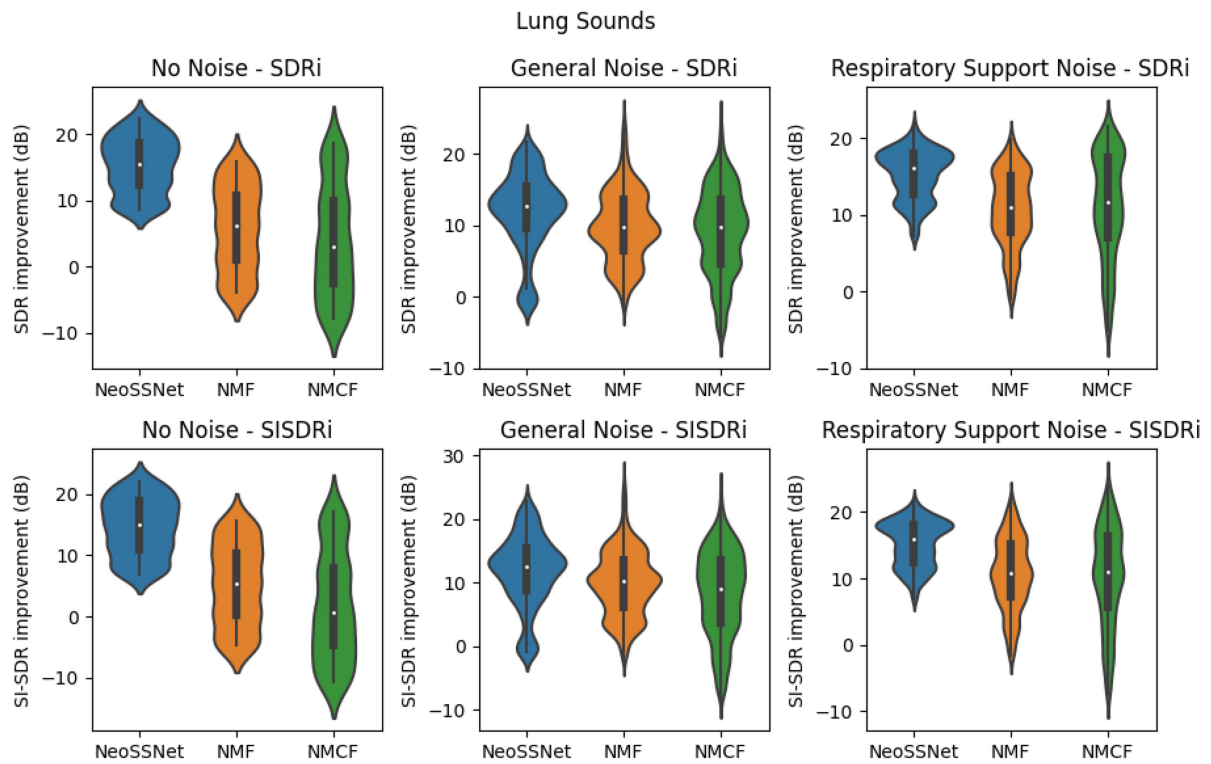 Lung Sounds
No Noise - SDRi
General Noise - SDRi
Respiratory Support Noise - SDRi
SDR improvement (dB)
20
10
0
−10
NeoSSNet
NMF
NMCF
SDR improvement (dB)
20
10
0
−10
NeoSSNet
NMF
NMCF
SDR improvement (dB)
20
10
0
−10
NeoSSNet
NMF
NMCF
No Noise - SISDRi
General Noise - SISDRi
Respiratory Support Noise - SISDRi
SI-SDR improvement (dB)
20
10
0
−10
NeoSSNet
NMF
NMCF
SI-SDR improvement (dB)
30
20
10
0
−10
NeoSSNet
NMF
NMCF
SI-SDR improvement (dB)
20
10
0
−10
NeoSSNet
NMF
NMCF